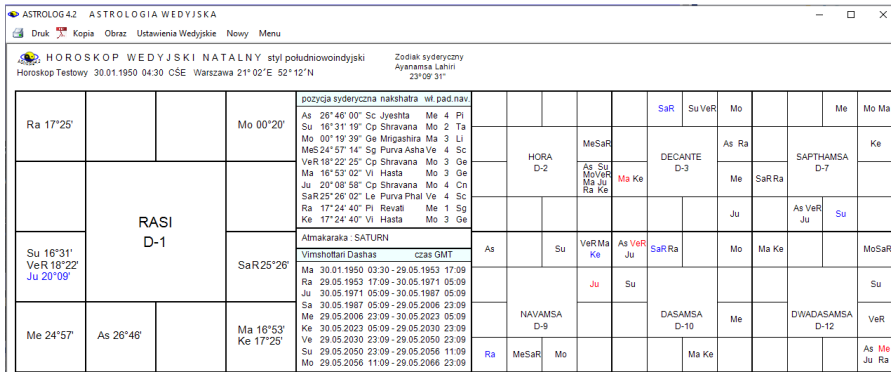 ASTROLOG 4.2 ASTROLOGIA WEDYJSKA
Druk Kopia Obraz Ustawienia Wedyjskie Nowy Menu
HOROSKOP WEDYJSKI NATALNY styl południowoindyjski
Horoskop Testowy 30.01.1950 04:30 CŚE Warszawa 21°02'E 52°12'N
Zodiak syderyczny
Ayanamsa Lahiri
23°09'31"
Ra 17°25'
Mo 00°20'
RASI
D-1
Su 16°31'
VeR 18°22'
Ju 20°09'
SaR 25°26'
Me 24°57'
As 26°46'
Ma 16°53'
Ke 17°25'
pozycja syderyczna nakshatra wł.pad.nav.
As 26°46'00" Sc Jyeshta Me 4 Pi
Su 16°31'19" Cp Shravana Mo 2 Ta
Mo 00°19'39" Ge Mrigashira Ma 3 Li
MeS 24°57'14" Sg Purva Asha Ve 4 Sc
VeR 18°22'25" Cp Shravana Mo 3 Ge
Ma 16°53'02" Vi Hasta Mo 3 Ge
Ju 20°08'58" Cp Shravana Mo 4 Cn
SaR 25°26'02" Le Purva Phal Ve 4 Sc
Ra 17°24'40" Pi Revati Me 1 Sg
Ke 17°24'40" Vi Hasta Mo 3 Ge
Atmakaraka : SATURN
Vimshottari Dashas czas GMT
Ma 30.01.1950 03:30 - 29.05.1953 17:09
Ra 29.05.1953 17:09 - 30.05.1971 05:09
Ju 30.05.1971 05:09 - 30.05.1987 05:09
Sa 30.05.1987 05:09 - 29.05.2006 23:09
Me 29.05.2006 23:09 - 30.05.2023 05:09
Ke 30.05.2023 05:09 - 29.05.2030 23:09
Ve 29.05.2030 23:09 - 29.05.2050 23:09
Su 29.05.2050 23:09 - 29.05.2056 11:09
Mo 29.05.2056 11:09 - 29.05.2066 23:09
HORA
D-2
MeSaR
As Su
MoVeR
Ma Ju
Ra Ke
SaR
Su VeR
Mo
Ma Ke
DECANTE
D-3
As Ra
Me
Ju
Me
Mo Ma
SaR Ra
SAPTHAMSA
D-7
Ke
As VeR
Ju
Su
As
Su
VeR Ma
Ke
NAVAMSA
D-9
Ju
Ra
MeSaR
Mo
As VeR
Ju
SaR Ra
Mo
Su
DASAMSA
D-10
Me
Ma Ke
Ma Ke
MoSaR
DWADASAMSA
D-12
Su
VeR
As Me
Ju Ra